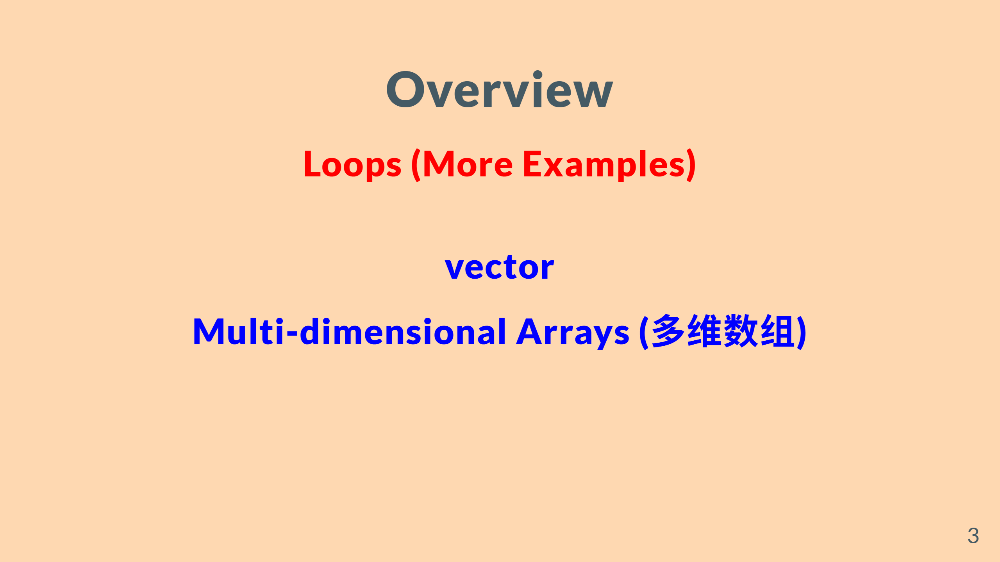 Overview
Loops (More Examples)
vector
Multi-dimensional Arrays (多维数组)
3